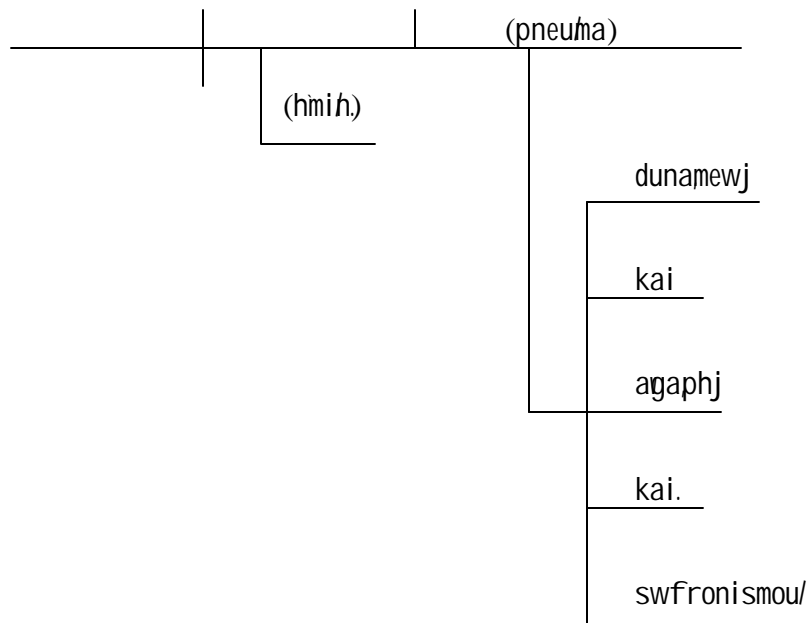 (pneu/ma)
(h`mi/n.)
duna,mewj
kai
avga,phj
kai.
swfronismou/